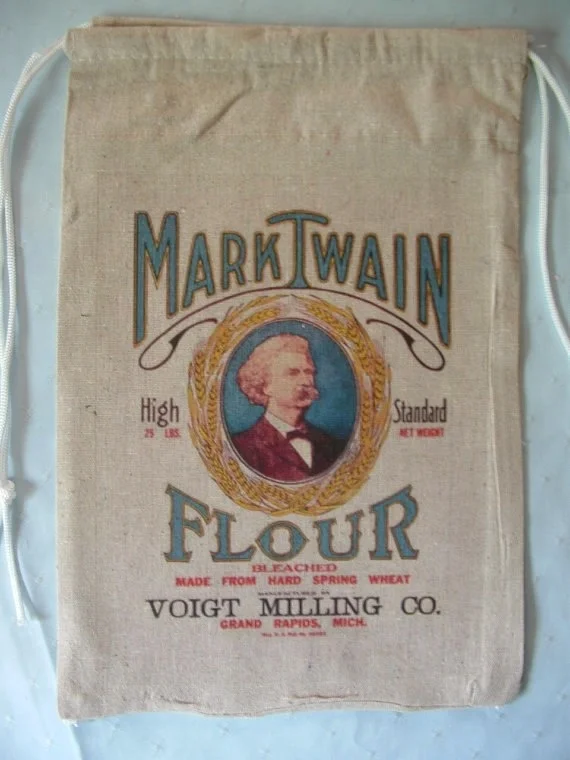 MARK TWAIN
High Standard
25 LBS. NET WEIGHT
FLOUR
BLEACHED
MADE FROM HARD SPRING WHEAT
MANUFACTURED BY
VOIGT MILLING CO.
GRAND RAPIDS, MICH.